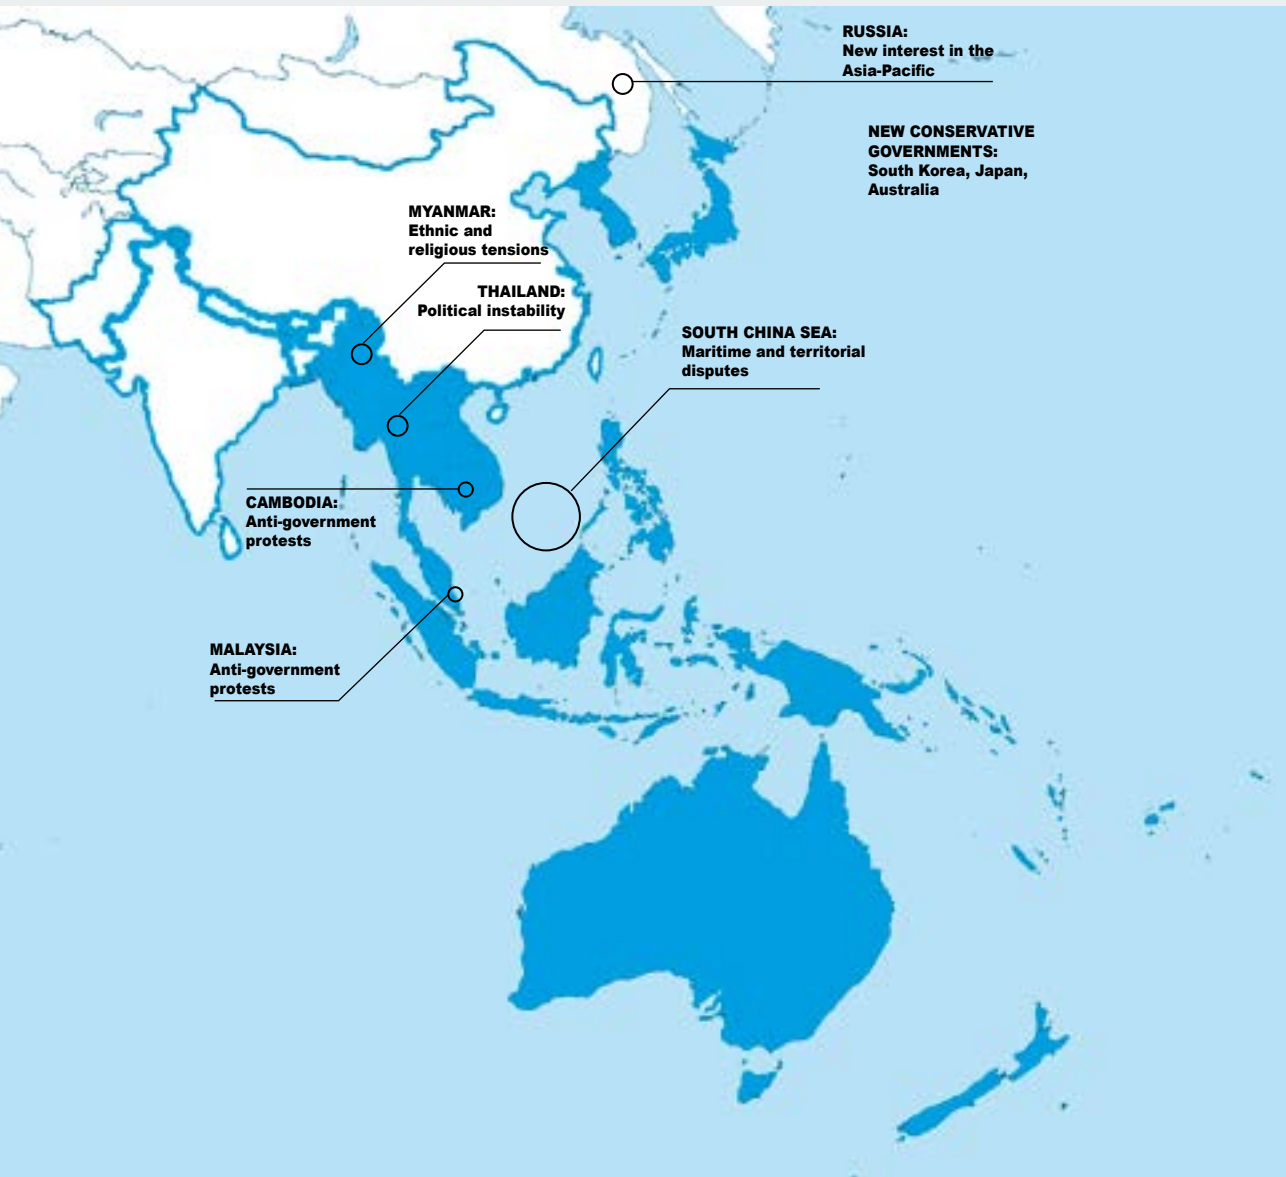 RUSSIA:
New interest in the
Asia-Pacific
NEW CONSERVATIVE
GOVERNMENTS:
South Korea, Japan,
Australia
MYANMAR:
Ethnic and
religious tensions
THAILAND:
Political instability
SOUTH CHINA SEA:
Maritime and territorial
disputes
CAMBODIA:
Anti-government
protests
MALAYSIA:
Anti-government
protests